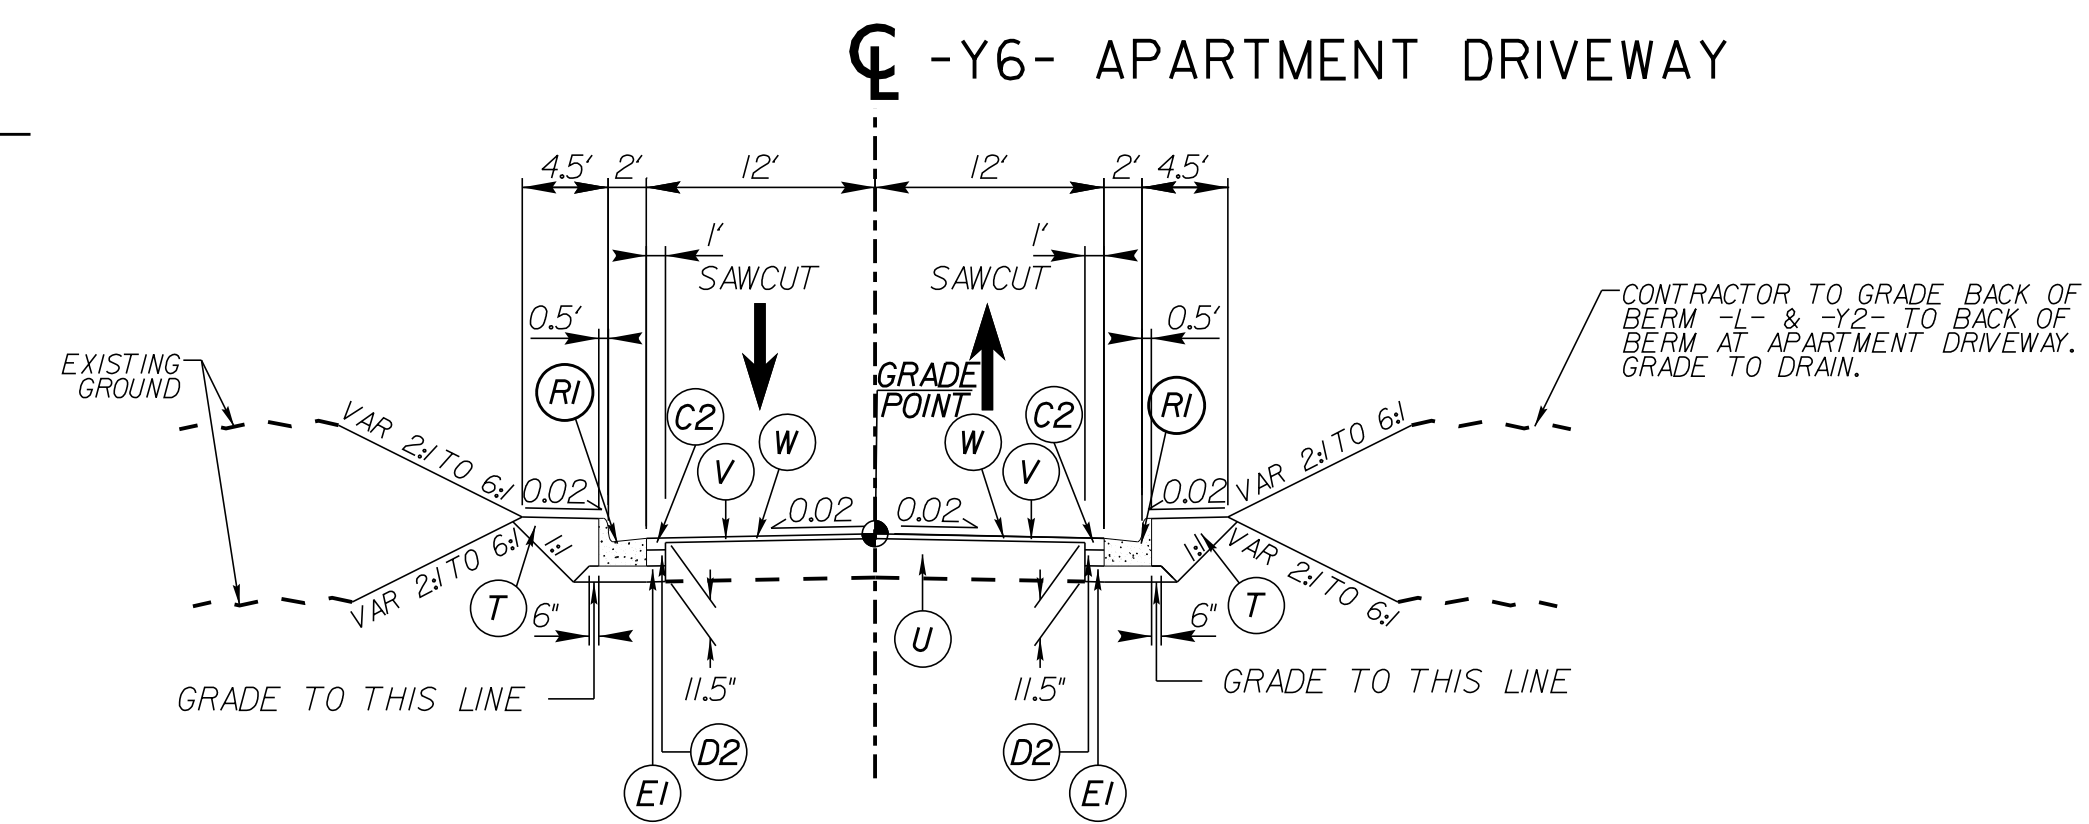 ℄ -Y6- APARTMENT DRIVEWAY
4.5' 2' 12' 12' 2' 4.5'
1' 1'
SAWCUT SAWCUT
0.5' 0.5'
CONTRACTOR TO GRADE BACK OF
BERM -L- & -Y2- TO BACK OF
BERM AT APARTMENT DRIVEWAY.
GRADE TO DRAIN.
EXISTING
GROUND
GRADE
POINT
R1 C2 V W W V C2 R1
VAR 2:1 TO 6:1 VAR 2:1 TO 6:1
0.02 0.02 0.02 0.02
1:1 1:1
VAR 2:1 TO 6:1 VAR 2:1 TO 6:1
T 6" U 6" T
11.5" 11.5"
GRADE TO THIS LINE GRADE TO THIS LINE
D2 D2
E1 E1